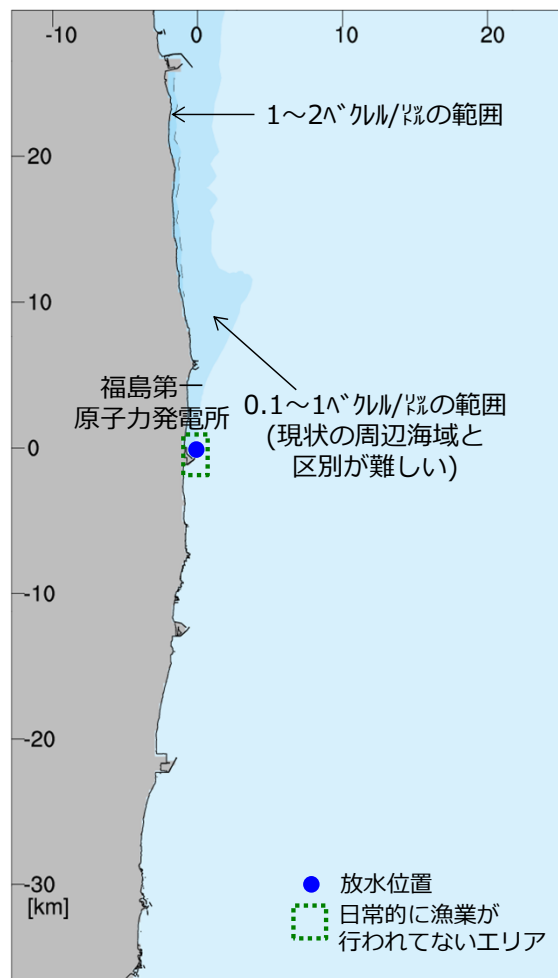 -10 0 10 20
1～2ﾍﾞｸﾚﾙ/㍑の範囲
20
10
福島第一
原子力発電所
0.1～1ﾍﾞｸﾚﾙ/㍑の範囲
(現状の周辺海域と
区別が難しい)
0
-10
-20
-30
[km]
放水位置
日常的に漁業が
行われてないエリア